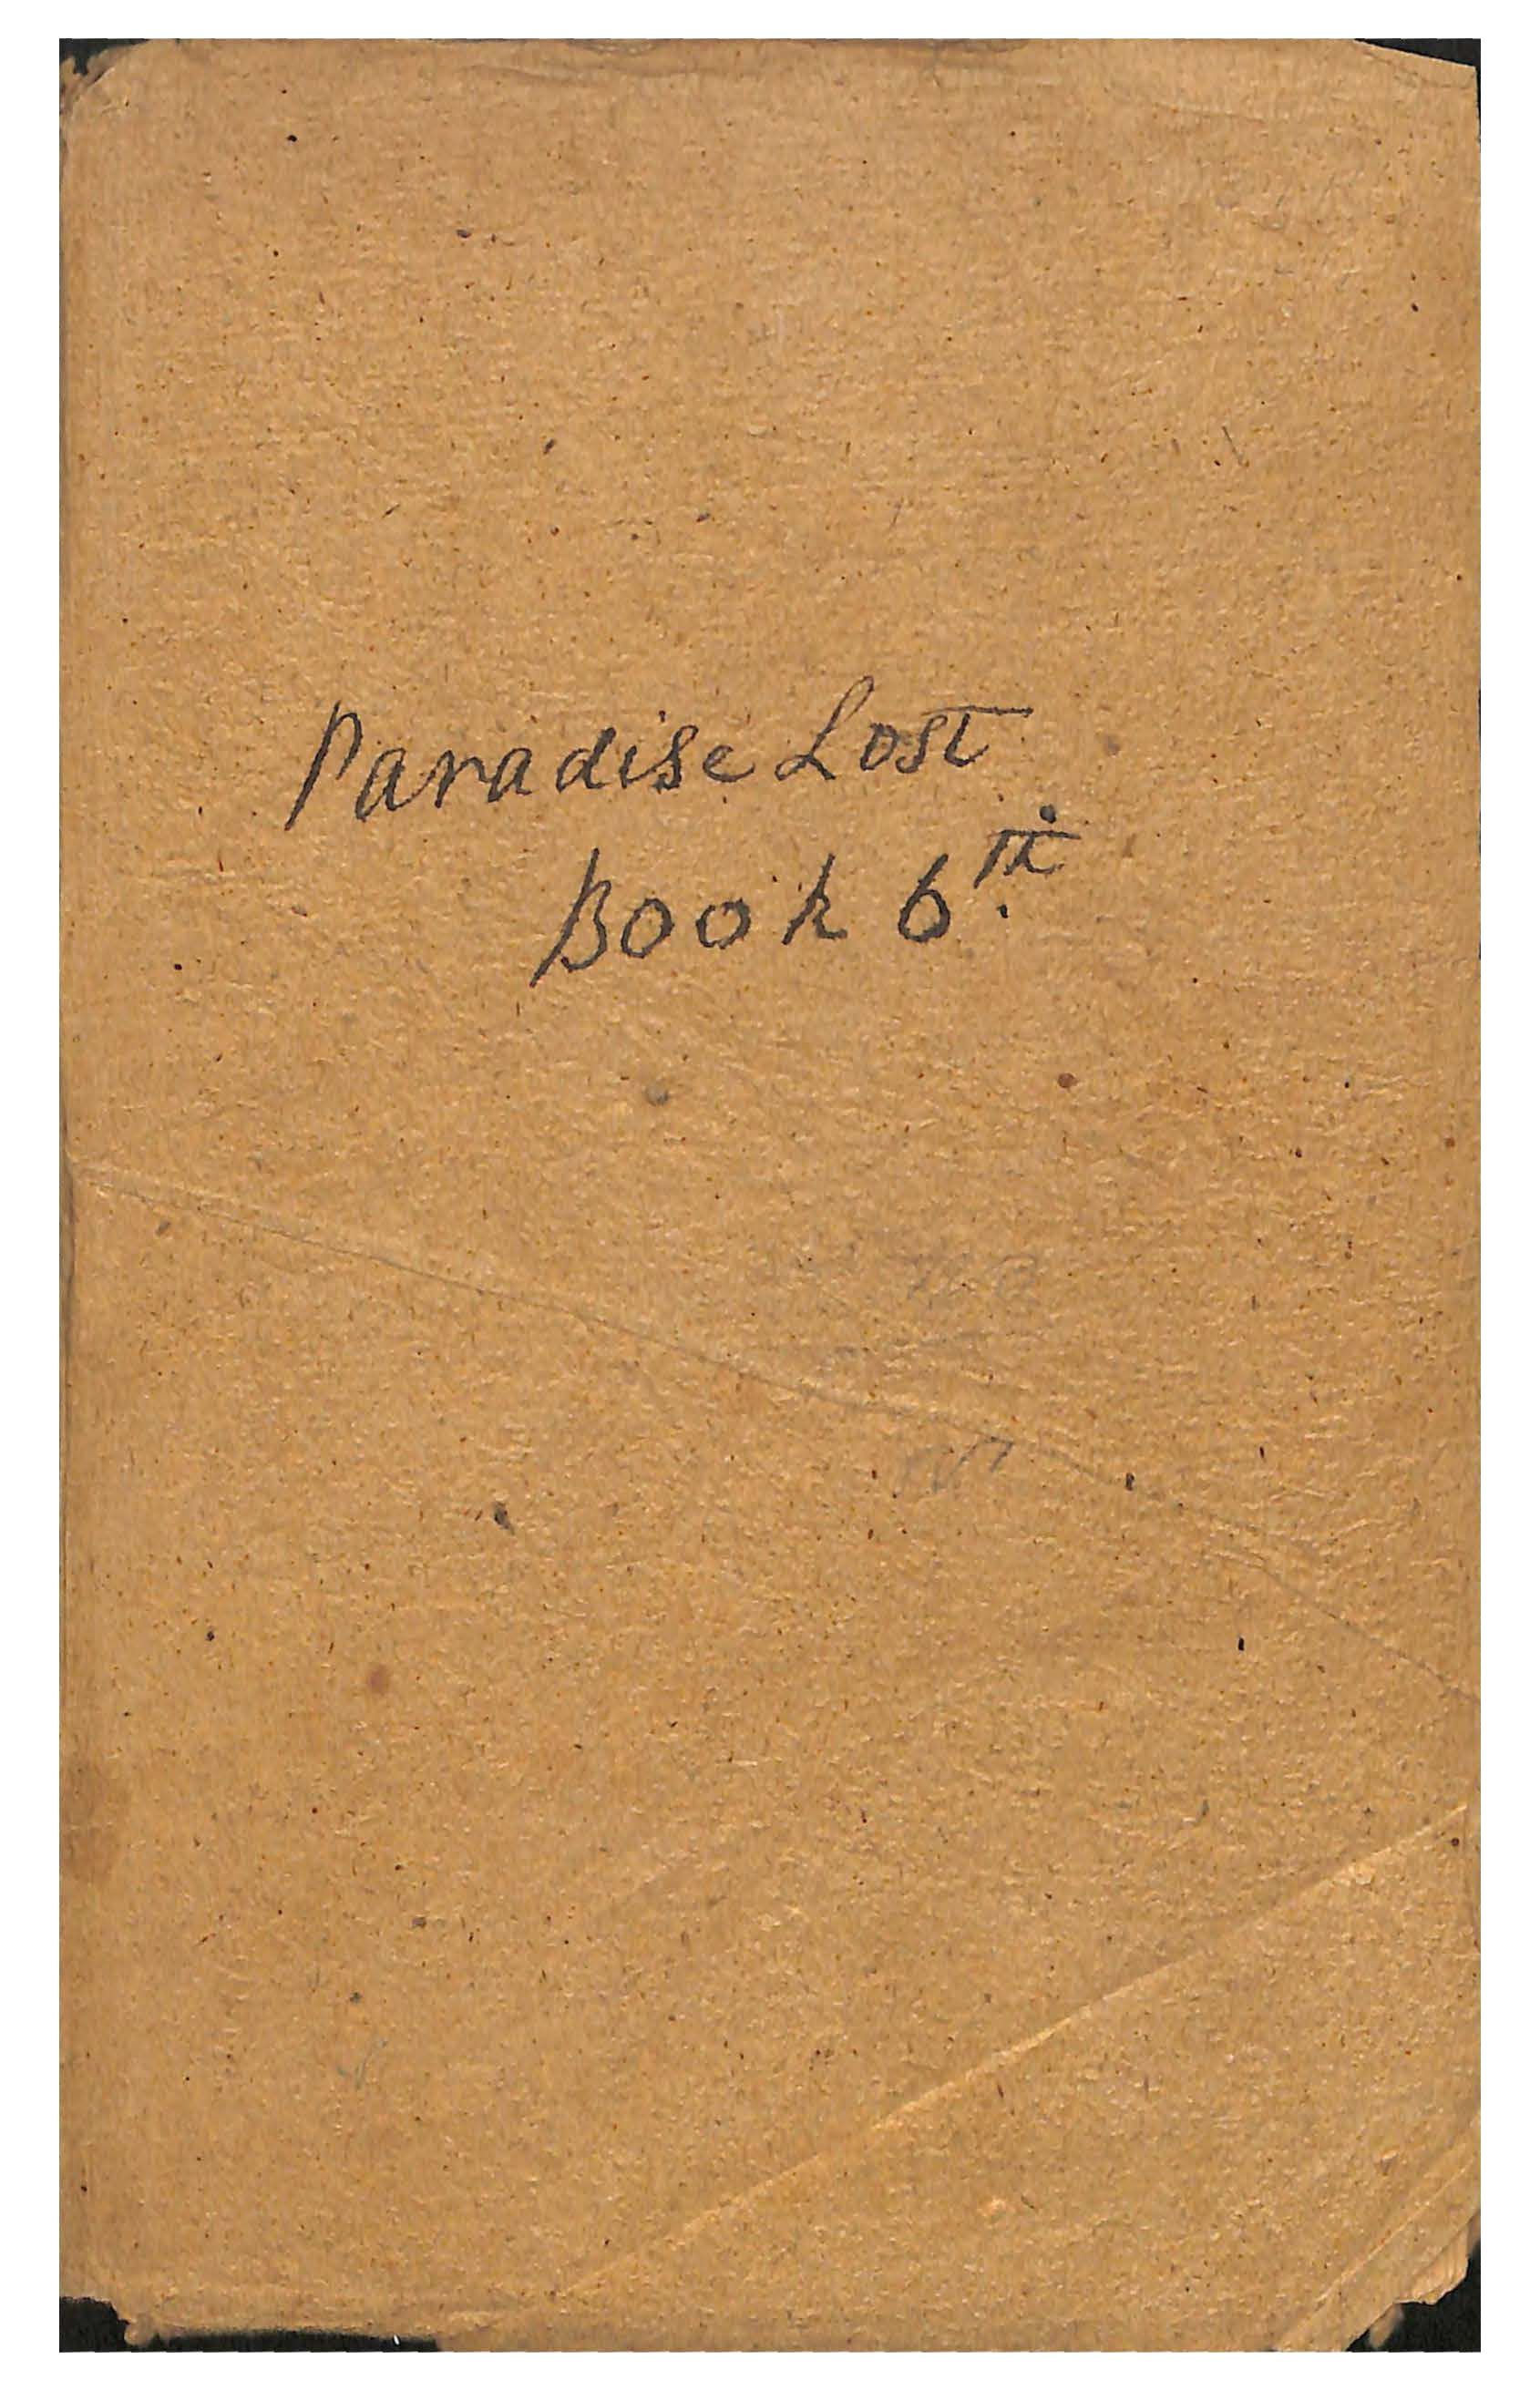 Paradise Lost
Book 6th.